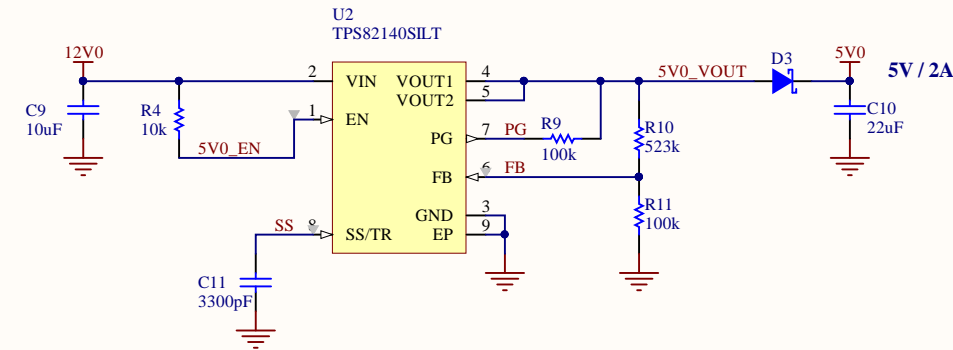 U2
TPS82140SILT
12V0
5V0
D3
5V / 2A
2 VIN VOUT1 4
5V0_VOUT
VOUT2 5
C9
10uF
R4
10k
1 EN
C10
22uF
PG 7 PG
R9
100k
R10
523k
5V0_EN
FB 6 FB
R11
100k
GND 3
SS 8 SS/TR
EP 9
C11
3300pF